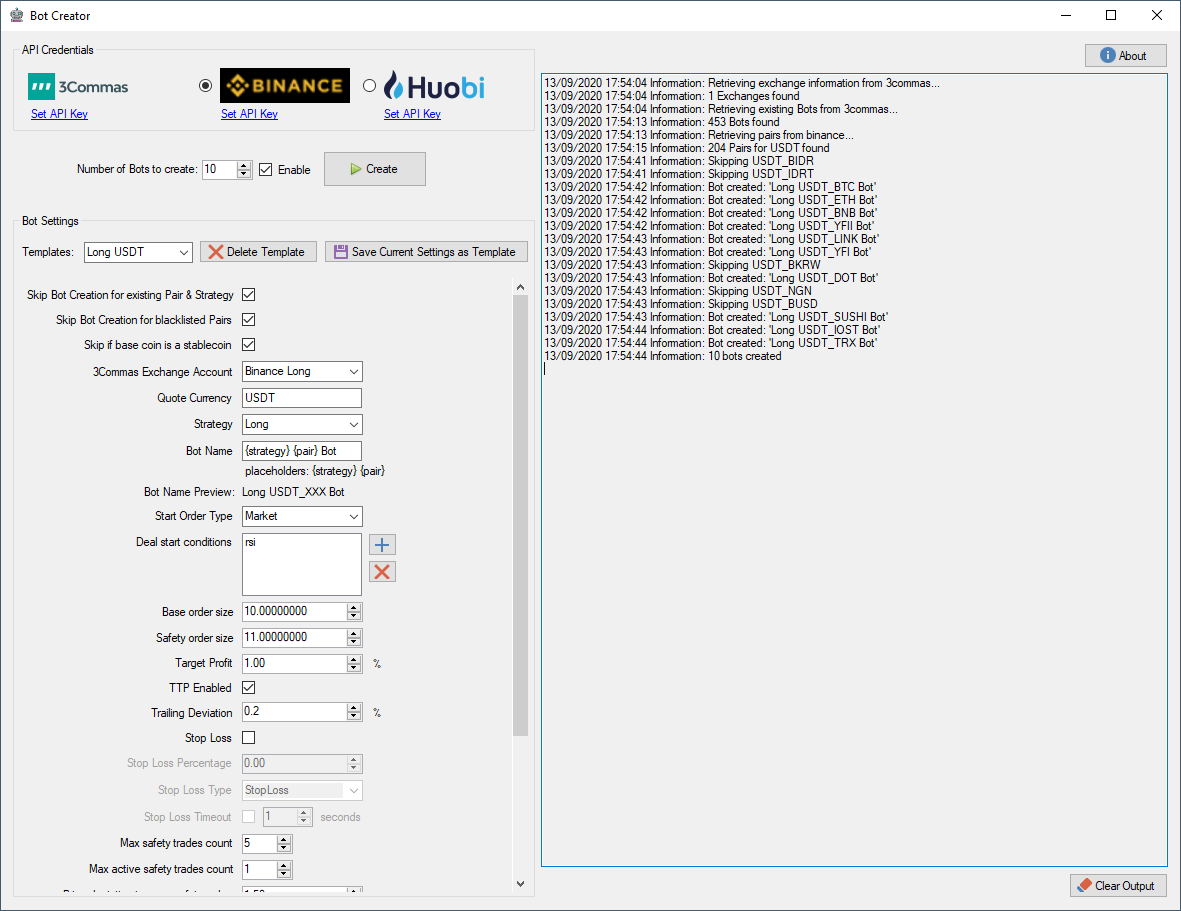 Bot Creator
API Credentials
3Commas
BINANCE
Huobi
Set API Key
Set API Key
Set API Key
Number of Bots to create:
10
Enable
Create
Bot Settings
Templates:
Long USDT
Delete Template
Save Current Settings as Template
Skip Bot Creation for existing Pair & Strategy
Skip Bot Creation for blacklisted Pairs
Skip if base coin is a stablecoin
3Commas Exchange Account
Binance Long
Quote Currency
USDT
Strategy
Long
Bot Name
{strategy} {pair} Bot
placeholders: {strategy} {pair}
Bot Name Preview: Long USDT_XXX Bot
Start Order Type
Market
Deal start conditions
rsi
Base order size
10.00000000
Safety order size
11.00000000
Target Profit
1.00
%
TTP Enabled
Trailing Deviation
0.2
%
Stop Loss
Stop Loss Percentage
0.00
Stop Loss Type
StopLoss
Stop Loss Timeout
1
seconds
Max safety trades count
5
Max active safety trades count
1
About
13/09/2020 17:54:04 Information: Retrieving exchange information from 3commas...
13/09/2020 17:54:04 Information: 1 Exchanges found
13/09/2020 17:54:04 Information: Retrieving existing Bots from 3commas...
13/09/2020 17:54:13 Information: 453 Bots found
13/09/2020 17:54:13 Information: Retrieving pairs from binance...
13/09/2020 17:54:15 Information: 204 Pairs for USDT found
13/09/2020 17:54:41 Information: Skipping USDT_BIDR
13/09/2020 17:54:41 Information: Skipping USDT_IDRT
13/09/2020 17:54:42 Information: Bot created: 'Long USDT_BTC Bot'
13/09/2020 17:54:42 Information: Bot created: 'Long USDT_ETH Bot'
13/09/2020 17:54:42 Information: Bot created: 'Long USDT_BNB Bot'
13/09/2020 17:54:42 Information: Bot created: 'Long USDT_YFII Bot'
13/09/2020 17:54:43 Information: Bot created: 'Long USDT_LINK Bot'
13/09/2020 17:54:43 Information: Bot created: 'Long USDT_YFI Bot'
13/09/2020 17:54:43 Information: Skipping USDT_BKRW
13/09/2020 17:54:43 Information: Bot created: 'Long USDT_DOT Bot'
13/09/2020 17:54:43 Information: Skipping USDT_NGN
13/09/2020 17:54:43 Information: Skipping USDT_BUSD
13/09/2020 17:54:43 Information: Bot created: 'Long USDT_SUSHI Bot'
13/09/2020 17:54:44 Information: Bot created: 'Long USDT_IOST Bot'
13/09/2020 17:54:44 Information: Bot created: 'Long USDT_TRX Bot'
13/09/2020 17:54:44 Information: 10 bots created
Clear Output